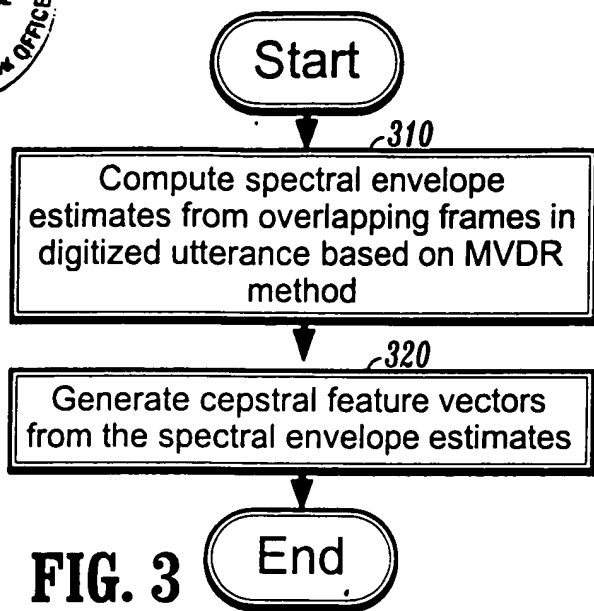 OFFICE
Start
310
Compute spectral envelope
estimates from overlapping frames in
digitized utterance based on MVDR
method
320
Generate cepstral feature vectors
from the spectral envelope estimates
End
FIG. 3